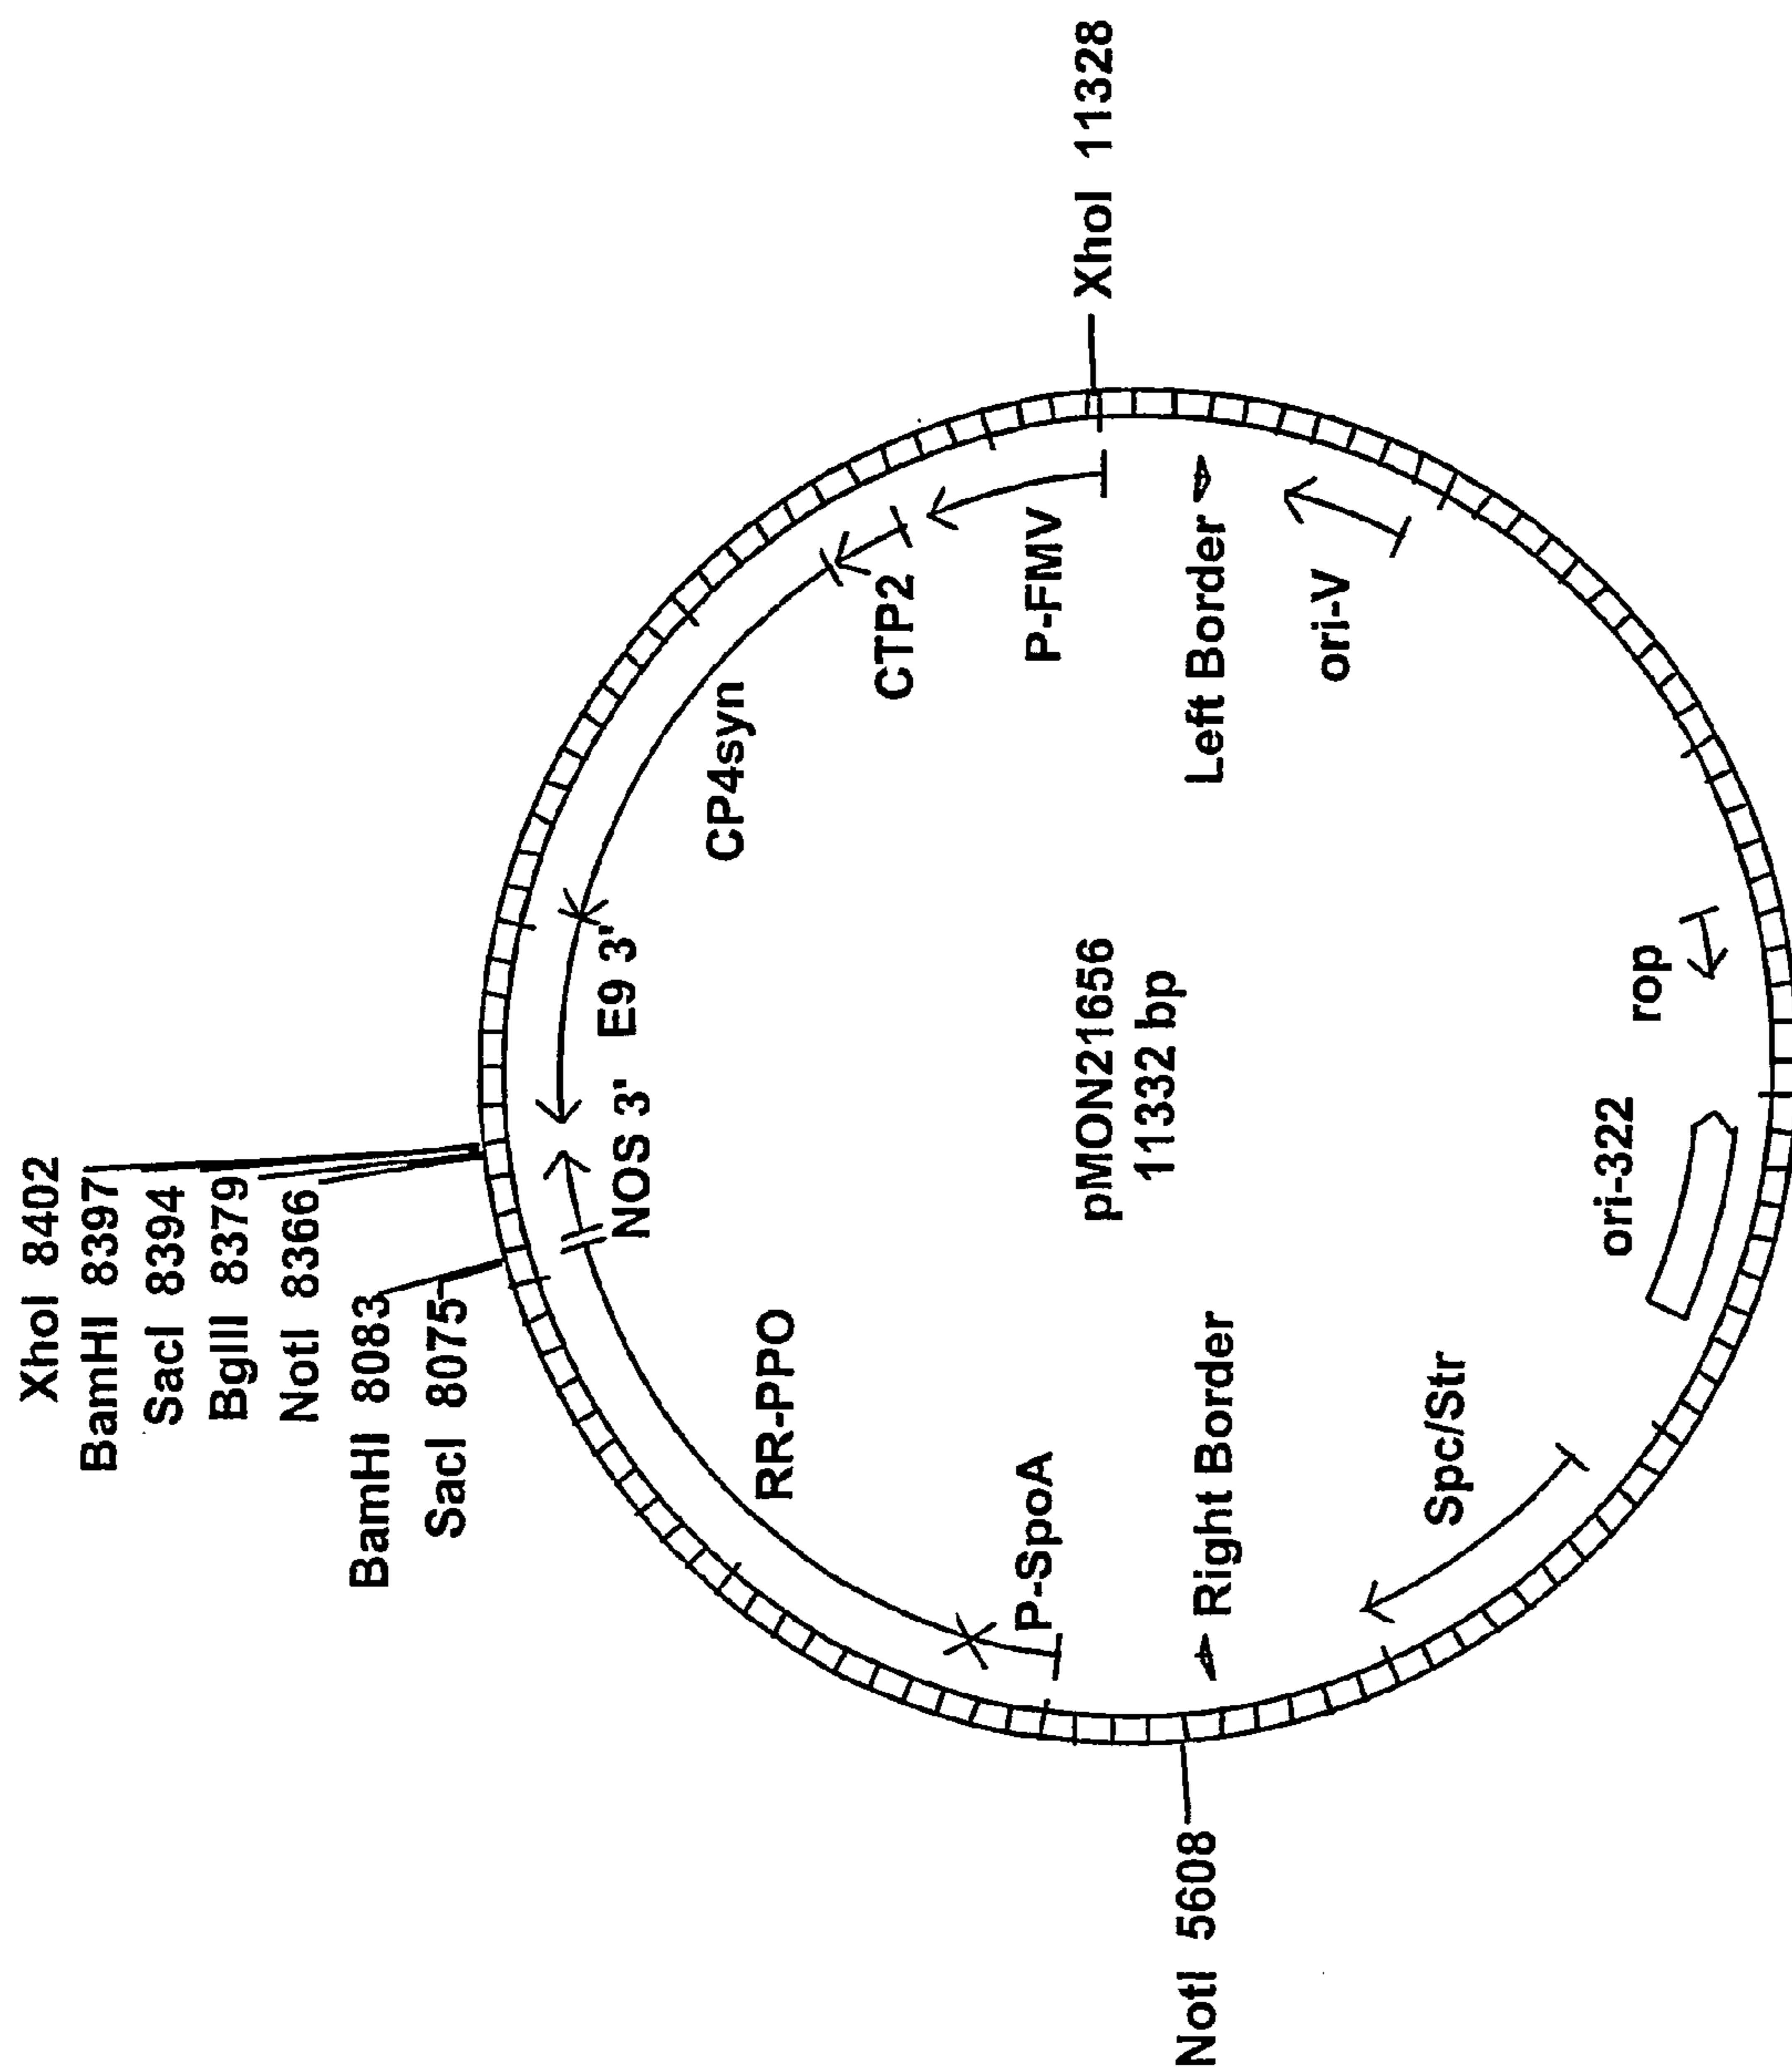 XhoI 8402
BamHI 8397
SacI 8394
BglII 8379
NotI 8366
BamHI 8083
SacI 8075
NotI 5608
XhoI 11328
RR-PPO
NOS 3'
E9 3'
CP4syn
CTP2
P-FMV
P-SpoA
pMON21656
11332 bp
Right Border
Left Border
ori-V
Spc/Str
ori-322
rop